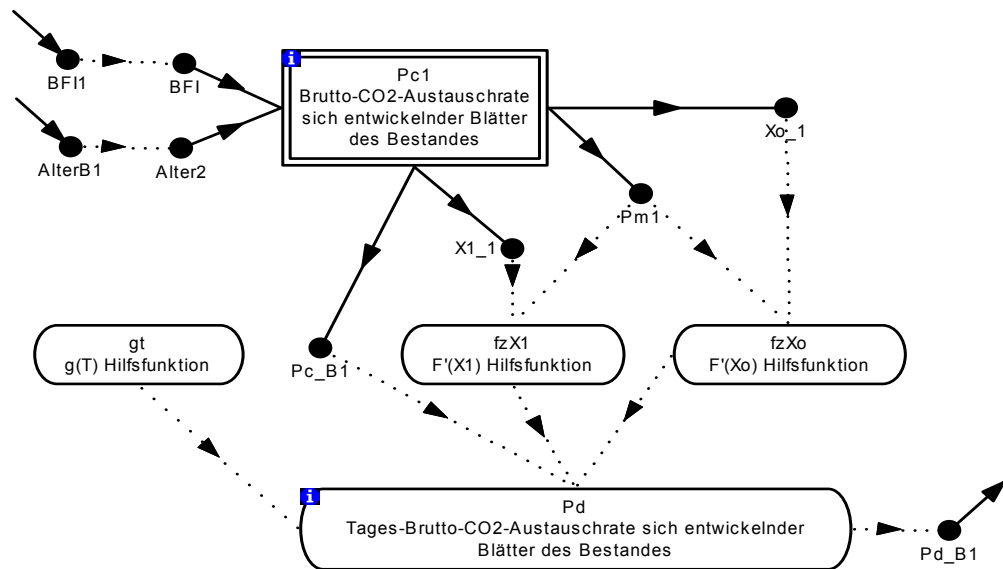 i
Pc1
Brutto-CO2-Austauschrate
sich entwickelnder Blätter
des Bestandes
BFI1
BFI
AlterB1
Alter2
Xo_1
Pm1
X1_1
Pc_B1
gt
g(T) Hilfsfunktion
fzX1
F'(X1) Hilfsfunktion
fzXo
F'(Xo) Hilfsfunktion
i
Pd
Tages-Brutto-CO2-Austauschrate sich entwickelnder
Blätter des Bestandes
Pd_B1